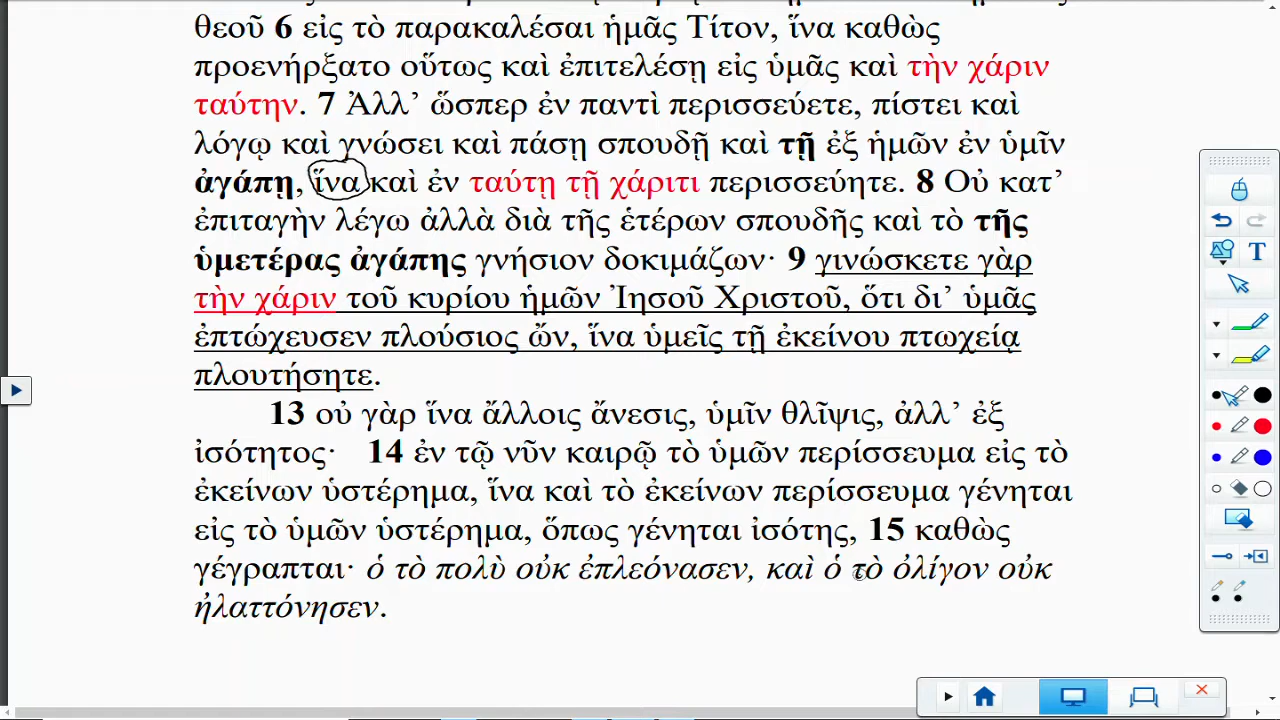 θεοῦ 6 εἰς τὸ παρακαλέσαι ἡμᾶς Τίτον, ἵνα καθὼς
προενήρξατο οὕτως καὶ ἐπιτελέσῃ εἰς ὑμᾶς καὶ τὴν χάριν
ταύτην. 7 Ἀλλ’ ὥσπερ ἐν παντὶ περισσεύετε, πίστει καὶ
λόγῳ καὶ γνώσει καὶ πάσῃ σπουδῇ καὶ τῇ ἐξ ἡμῶν ἐν ὑμῖν
ἀγάπῃ, ἵνα καὶ ἐν ταύτῃ τῇ χάριτι περισσεύητε. 8 Οὐ κατ’
ἐπιταγὴν λέγω ἀλλὰ διὰ τῆς ἑτέρων σπουδῆς καὶ τὸ τῆς
ὑμετέρας ἀγάπης γνήσιον δοκιμάζων· 9 γινώσκετε γὰρ
τὴν χάριν τοῦ κυρίου ἡμῶν Ἰησοῦ Χριστοῦ, ὅτι δι’ ὑμᾶς
ἐπτώχευσεν πλούσιος ὤν, ἵνα ὑμεῖς τῇ ἐκείνου πτωχείᾳ
πλουτήσητε.
13 οὐ γὰρ ἵνα ἄλλοις ἄνεσις, ὑμῖν θλῖψις, ἀλλ’ ἐξ
ἰσότητος· 14 ἐν τῷ νῦν καιρῷ τὸ ὑμῶν περίσσευμα εἰς τὸ
ἐκείνων ὑστέρημα, ἵνα καὶ τὸ ἐκείνων περίσσευμα γένηται
εἰς τὸ ὑμῶν ὑστέρημα, ὅπως γένηται ἰσότης, 15 καθὼς
γέγραπται· ὁ τὸ πολὺ οὐκ ἐπλεόνασεν, καὶ ὁ τὸ ὀλίγον οὐκ
ἠλαττόνησεν.
T